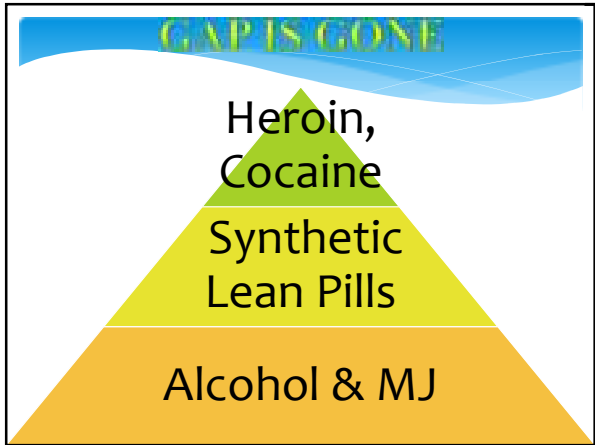 GAP IS GONE
Heroin,
Cocaine
Synthetic
Lean Pills
Alcohol & MJ